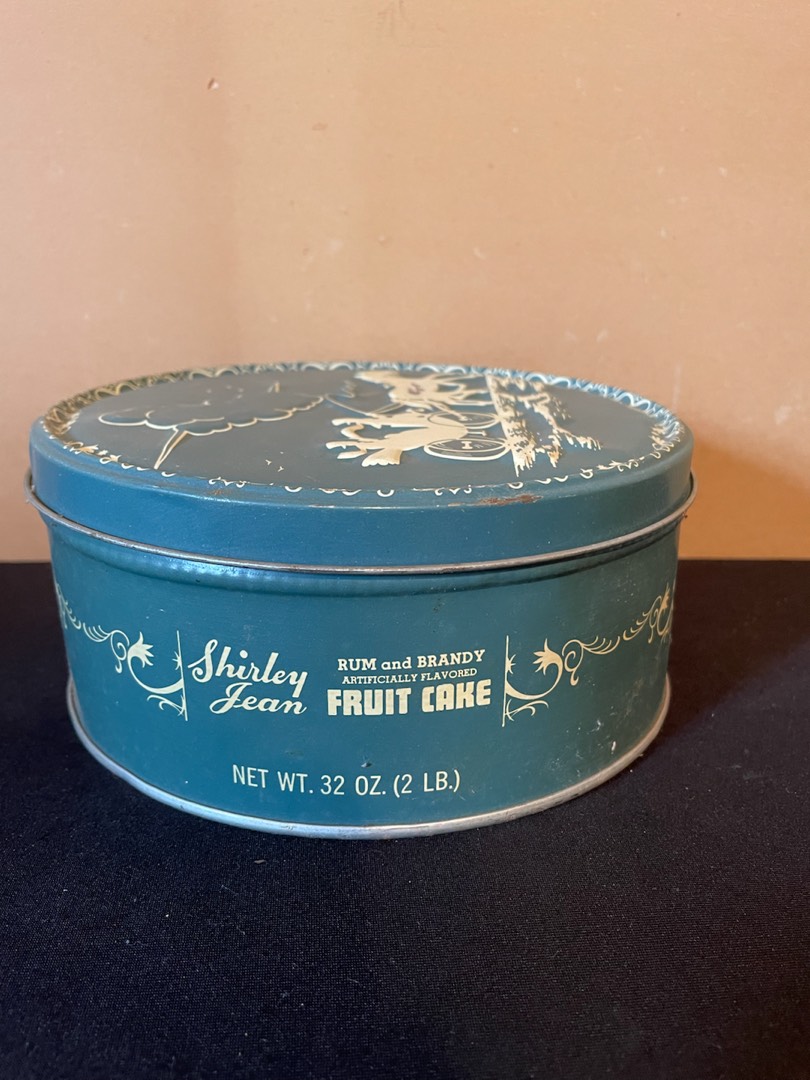 Shirley
Jean
RUM and BRANDY
ARTIFICIALLY FLAVORED
FRUIT CAKE
NET WT. 32 OZ. (2 LB.)